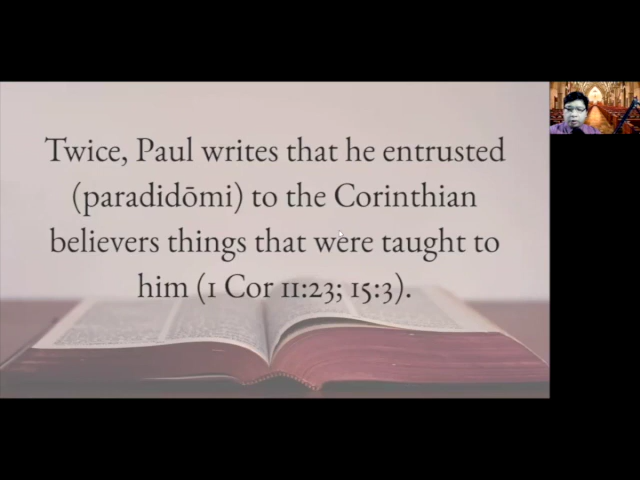 Twice, Paul writes that he entrusted
(paradidōmi) to the Corinthian
believers things that were taught to
him (1 Cor 11:23; 15:3).